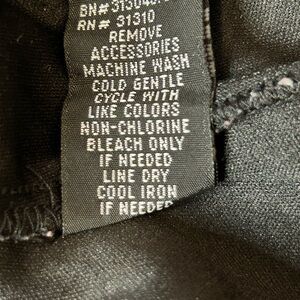 RN# 31310
REMOVE
ACCESSORIES
MACHINE WASH
COLD GENTLE
CYCLE WITH
LIKE COLORS
NON-CHLORINE
BLEACH ONLY
IF NEEDED
LINE DRY
COOL IRON
IF NEEDED